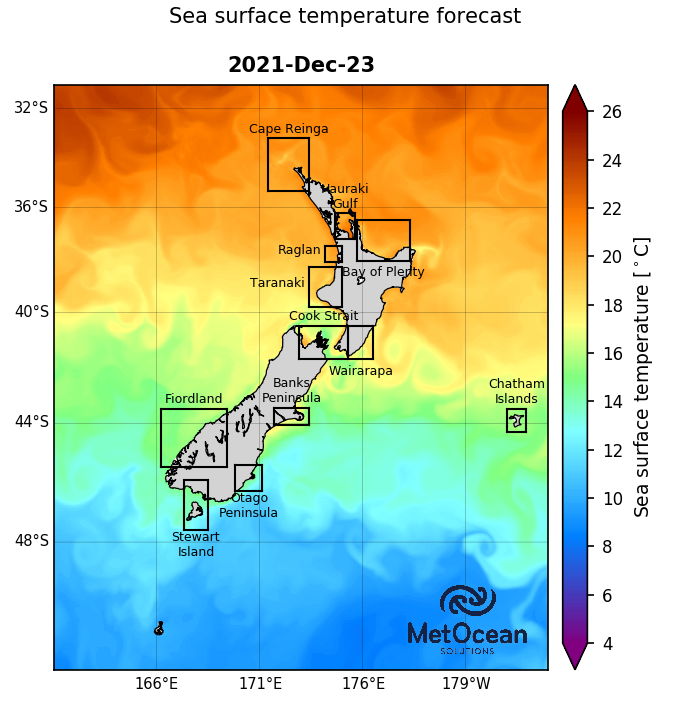 Sea surface temperature forecast
2021-Dec-23
32°S
36°S
40°S
44°S
48°S
166°E
171°E
176°E
179°W
Cape Reinga
Hauraki
Gulf
Raglan
Bay of Plenty
Taranaki
Cook Strait
Wairarapa
Banks
Peninsula
Chatham
Islands
Fiordland
Otago
Peninsula
Stewart
Island
MetOcean
SOLUTIONS
26
24
22
20
18
16
14
12
10
8
6
4
Sea surface temperature [°C]